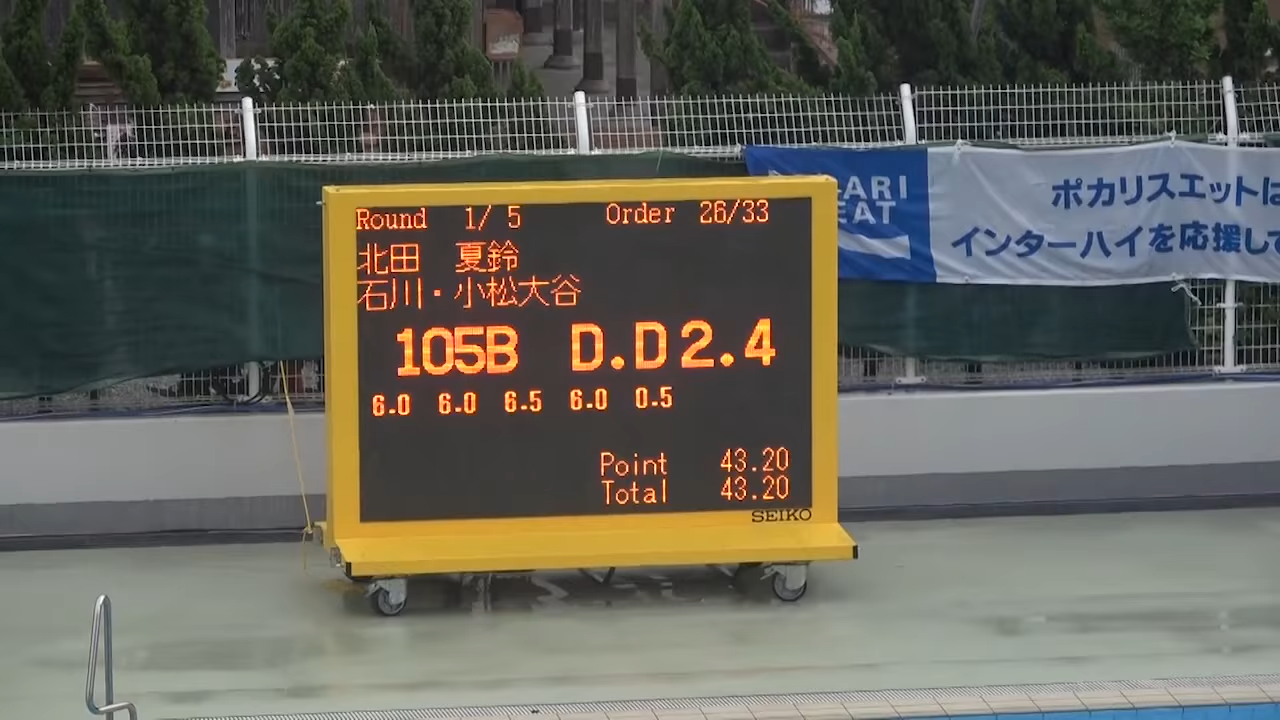 Round 1/ 5 Order 26/33
北田 夏鈴
石川・小松大谷
105B D.D 2.4
6.0 6.0 6.5 6.0 0.5
Point 43.20
Total 43.20
SEIKO
ポカリスエットは
インターハイを応援して